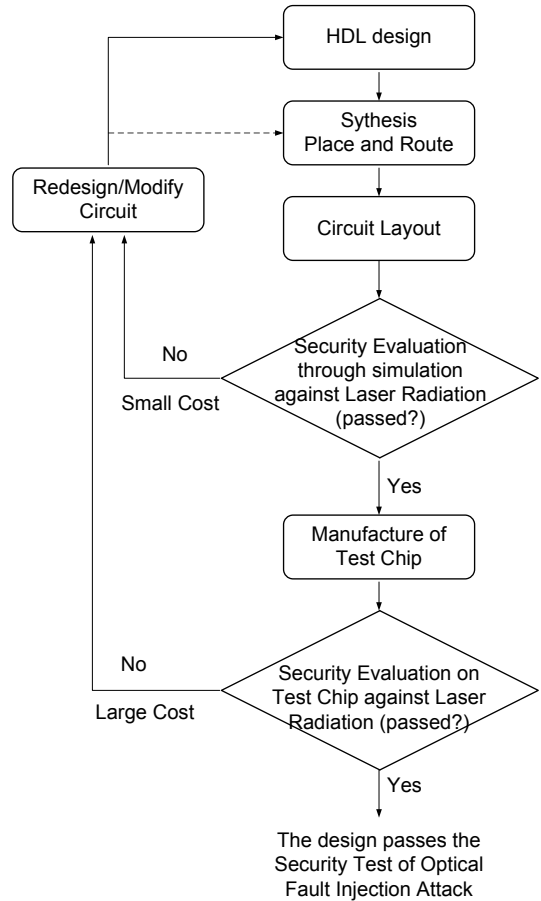 HDL design
Sythesis
Place and Route
Redesign/Modify
Circuit
Circuit Layout
Security Evaluation
through simulation
against Laser Radiation
(passed?)
No
Small Cost
Yes
Manufacture of
Test Chip
Security Evaluation on
Test Chip against Laser
Radiation (passed?)
No
Large Cost
Yes
The design passes the
Security Test of Optical
Fault Injection Attack